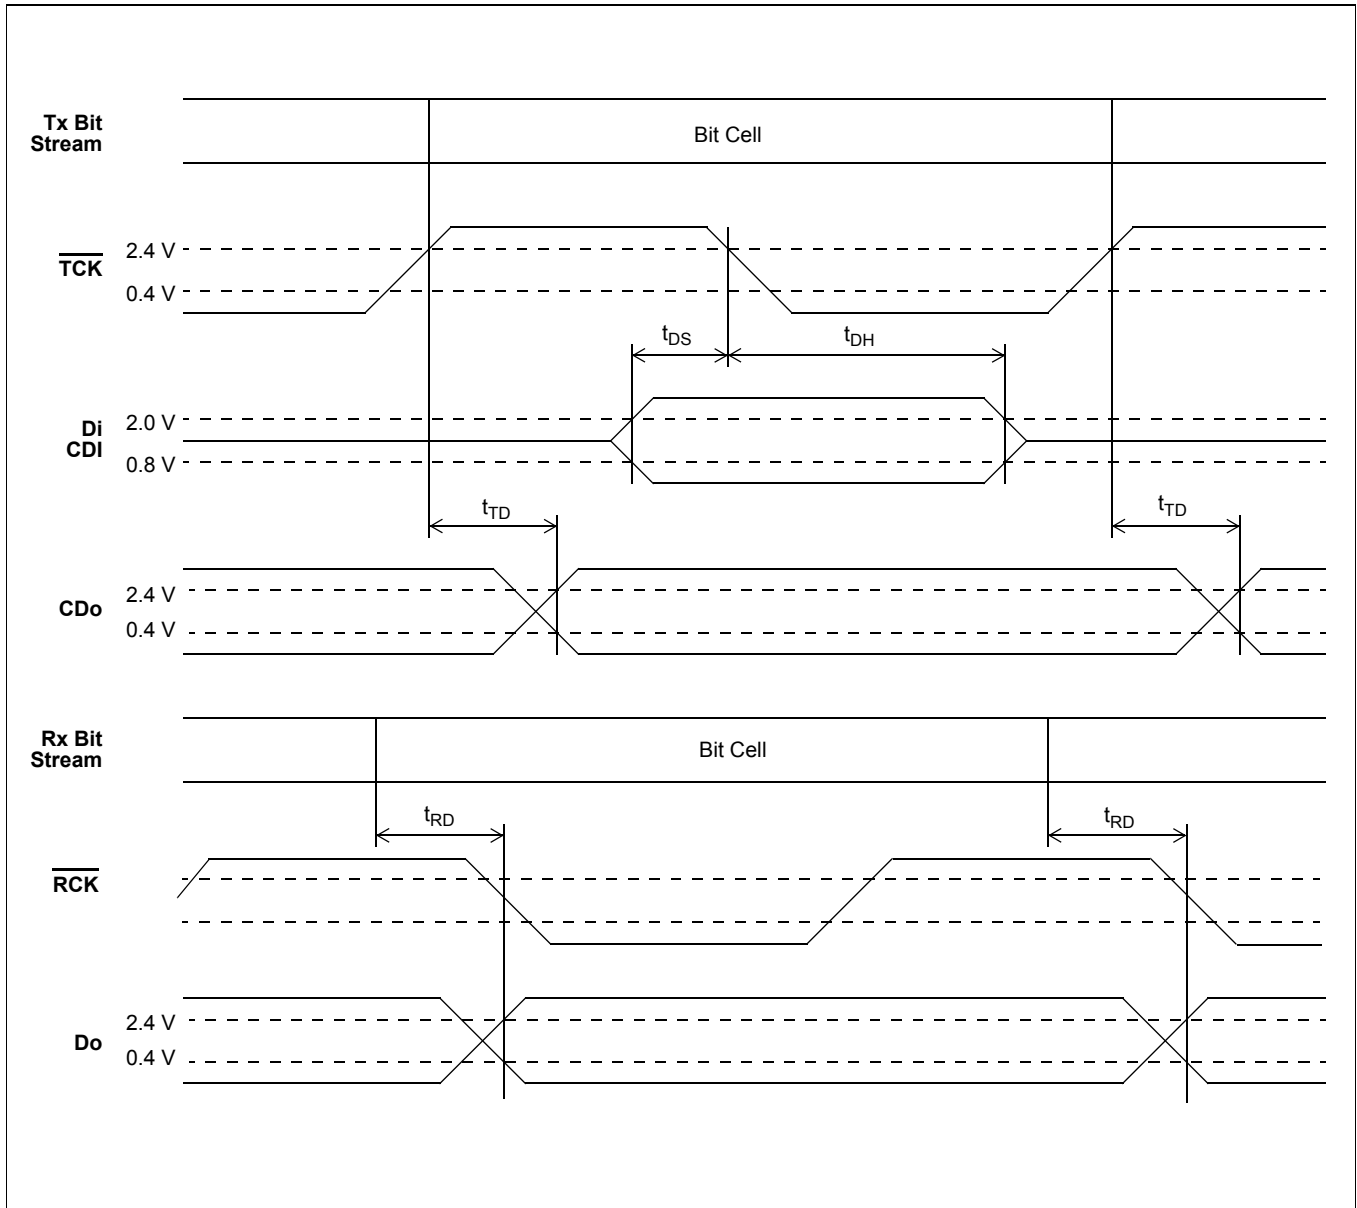 Tx Bit
Stream
Bit Cell
TCK
2.4 V
0.4 V
tDS
tDH
Di
CDI
2.0 V
0.8 V
tTD
tTD
CDo
2.4 V
0.4 V
Rx Bit
Stream
Bit Cell
tRD
tRD
RCK
Do
2.4 V
0.4 V